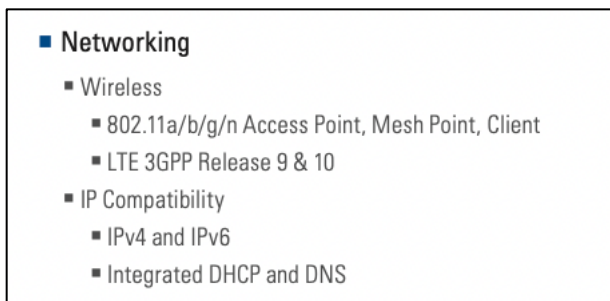 Networking
Wireless
802.11a/b/g/n Access Point, Mesh Point, Client
LTE 3GPP Release 9 & 10
IP Compatibility
IPv4 and IPv6
Integrated DHCP and DNS